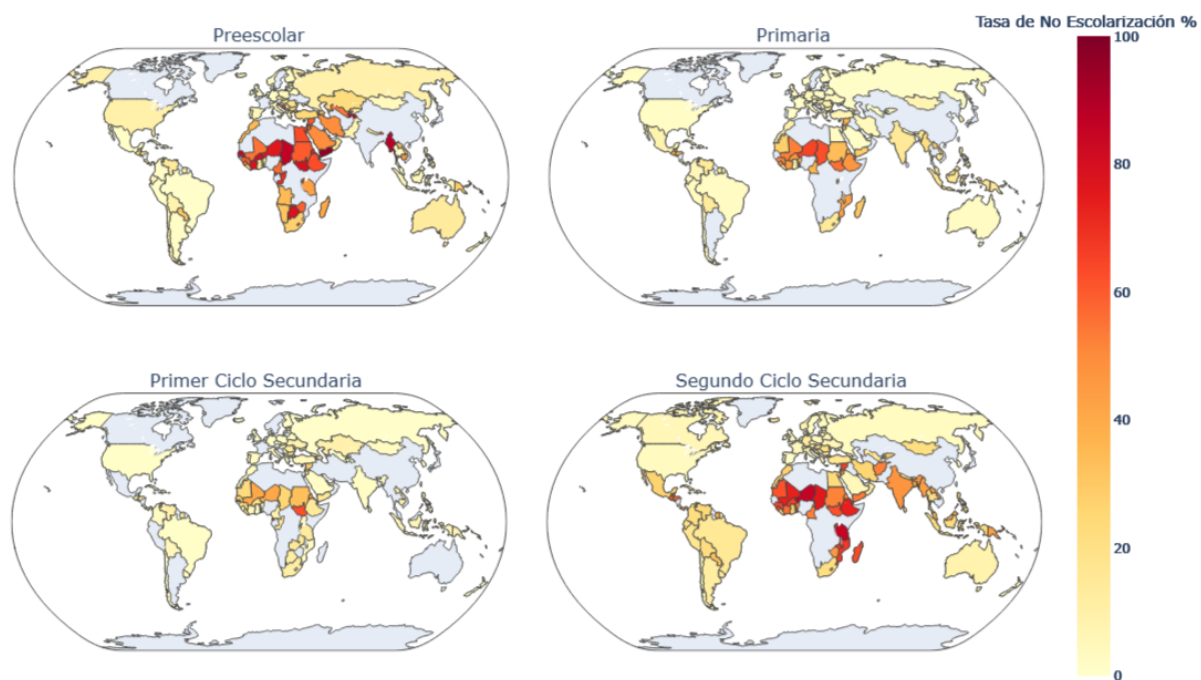 Tasa de No Escolarización %
Preescolar
Primaria
100
80
60
40
20
0
Primer Ciclo Secundaria
Segundo Ciclo Secundaria